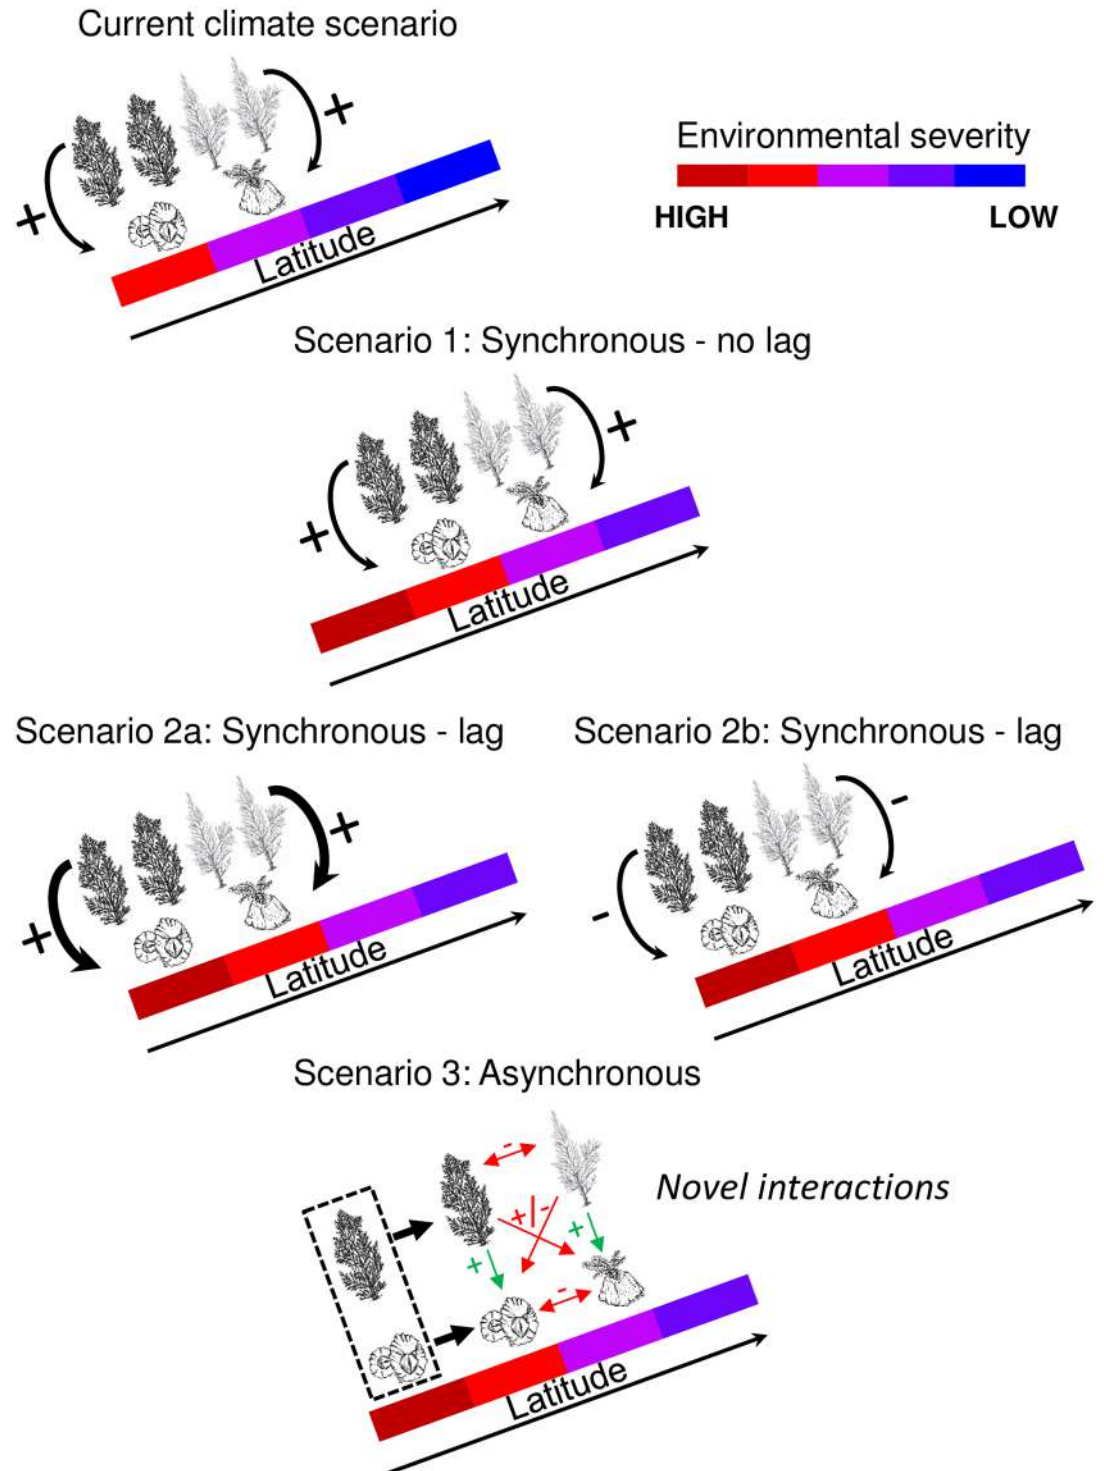 Current climate scenario
+
+
Environmental severity
HIGH LOW
Latitude
Scenario 1: Synchronous - no lag
+
+
Latitude
Scenario 2a: Synchronous - lag
+
+
Latitude
Scenario 2b: Synchronous - lag
-
-
Latitude
Scenario 3: Asynchronous
-
Novel interactions
+/-
+
+
-
Latitude